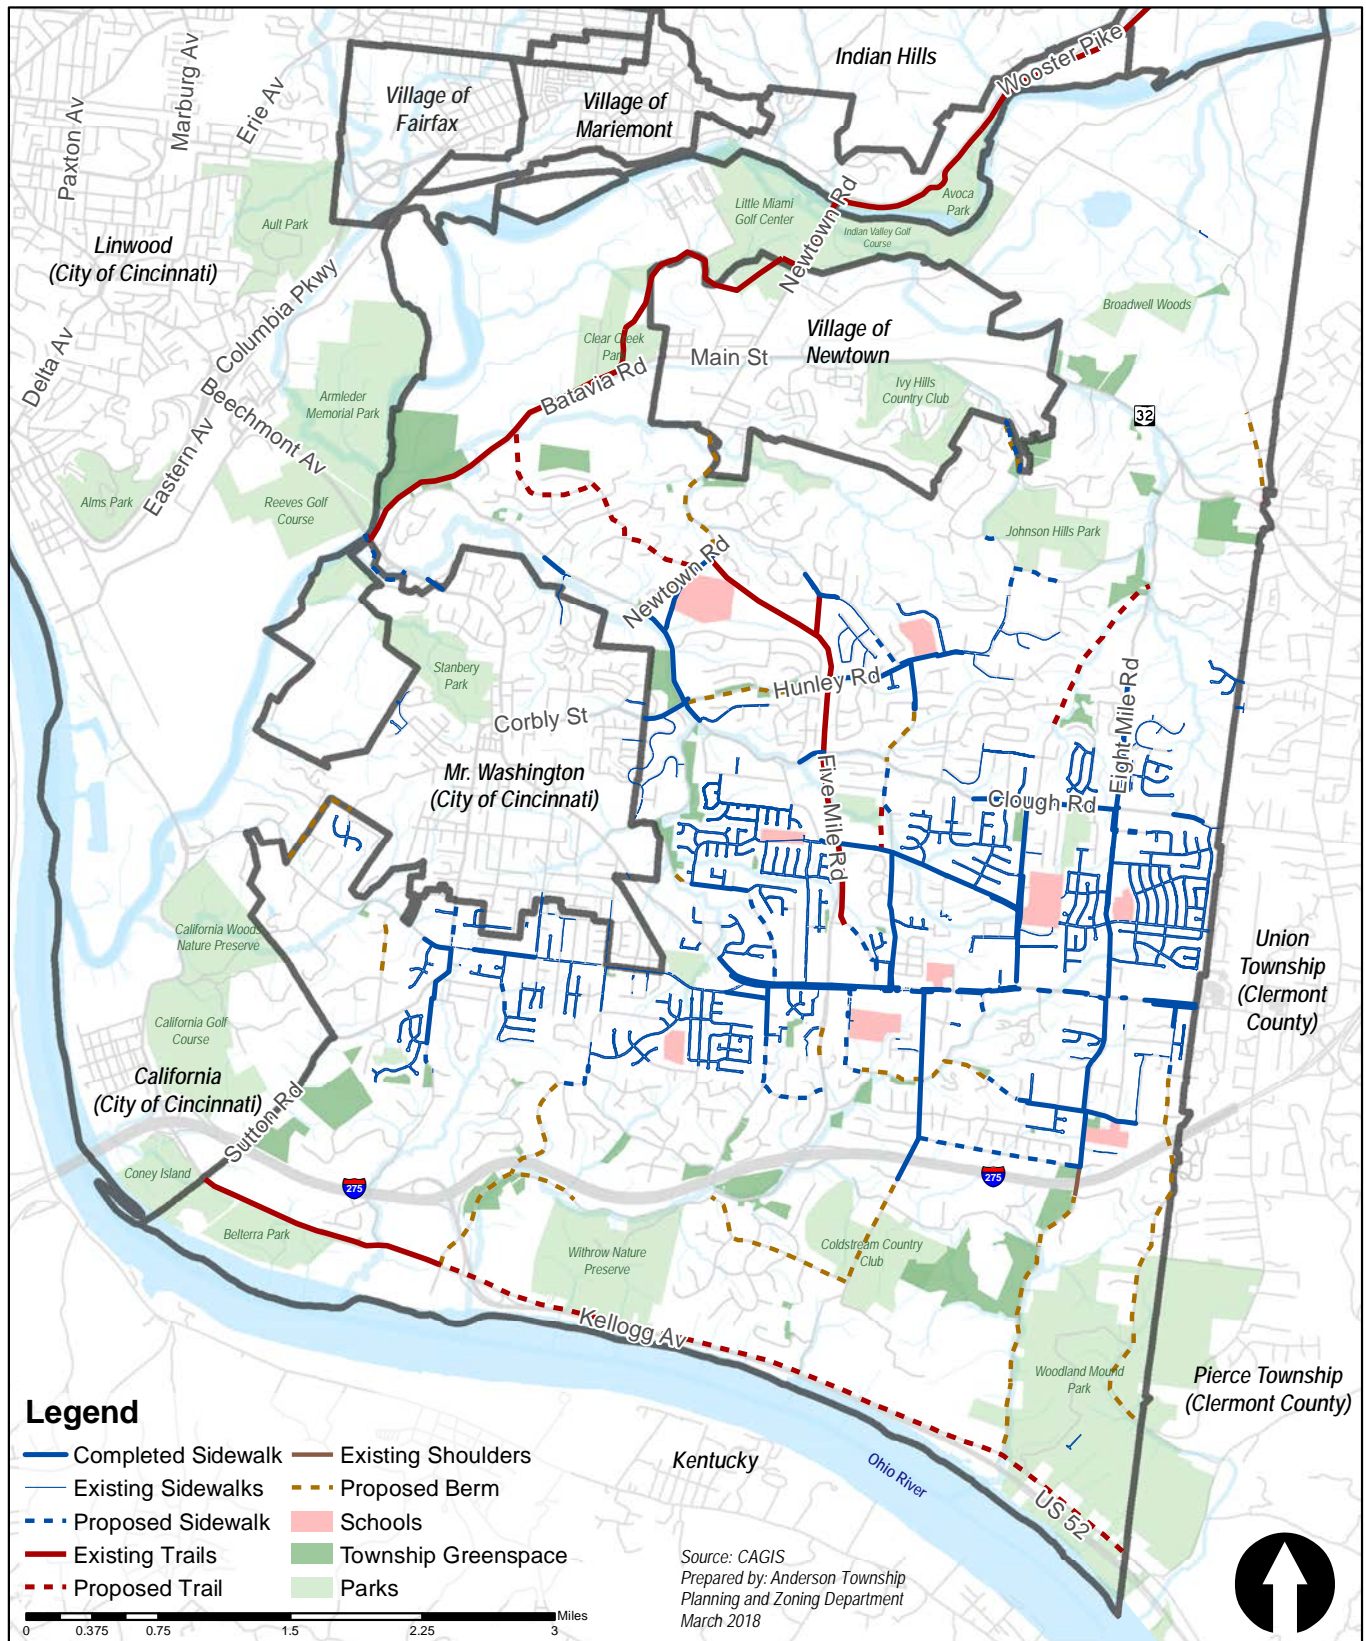 Indian Hills
Wooster Pike
Village of
Fairfax
Village of
Mariemont
Paxton Av
Marburg Av
Erie Av
Ault Park
Little Miami
Golf Center
Newtown Rd
Avoca
Park
Indian Valley Golf
Course
Linwood
(City of Cincinnati)
Columbia Pkwy
Broadwell Woods
Village of
Newtown
Clear Creek
Park
Main St
Delta Av
Batavia Rd
Beechmont Av
Armleder
Memorial Park
Ivy Hills
Country Club
32
Eastern Av
Alms Park
Reeves Golf
Course
Johnson Hills Park
Newtown Rd
Stanbery
Park
Hunley Rd
Eight Mile Rd
Corbly St
Mr. Washington
(City of Cincinnati)
Five Mile Rd
Clough Rd
California Woods
Nature Preserve
Union
Township
(Clermont
County)
California Golf
Course
California
(City of Cincinnati)
Sutton Rd
Coney Island
275
275
Belterra Park
Withrow Nature
Preserve
Coldstream Country
Club
Kellogg Av
Woodland Mound
Park
Pierce Township
(Clermont County)
Kentucky
Ohio River
US 52
Legend
Completed Sidewalk
Existing Sidewalks
Proposed Sidewalk
Existing Trails
Proposed Trail
Existing Shoulders
Proposed Berm
Schools
Township Greenspace
Parks
Miles
0 0.375 0.75 1.5 2.25 3
Source: CAGIS
Prepared by: Anderson Township
Planning and Zoning Department
March 2018